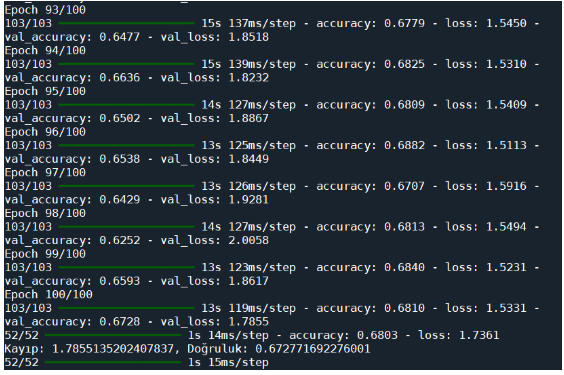 Epoch 93/100
103/103 ━━━━━━━━━━━━━━━━━━━━ 15s 137ms/step - accuracy: 0.6779 - loss: 1.5450 -
val_accuracy: 0.6477 - val_loss: 1.8518
Epoch 94/100
103/103 ━━━━━━━━━━━━━━━━━━━━ 15s 139ms/step - accuracy: 0.6825 - loss: 1.5310 -
val_accuracy: 0.6636 - val_loss: 1.8232
Epoch 95/100
103/103 ━━━━━━━━━━━━━━━━━━━━ 14s 127ms/step - accuracy: 0.6809 - loss: 1.5409 -
val_accuracy: 0.6502 - val_loss: 1.8867
Epoch 96/100
103/103 ━━━━━━━━━━━━━━━━━━━━ 13s 125ms/step - accuracy: 0.6882 - loss: 1.5113 -
val_accuracy: 0.6538 - val_loss: 1.8449
Epoch 97/100
103/103 ━━━━━━━━━━━━━━━━━━━━ 13s 126ms/step - accuracy: 0.6707 - loss: 1.5916 -
val_accuracy: 0.6429 - val_loss: 1.9281
Epoch 98/100
103/103 ━━━━━━━━━━━━━━━━━━━━ 14s 127ms/step - accuracy: 0.6813 - loss: 1.5494 -
val_accuracy: 0.6252 - val_loss: 2.0058
Epoch 99/100
103/103 ━━━━━━━━━━━━━━━━━━━━ 13s 123ms/step - accuracy: 0.6840 - loss: 1.5231 -
val_accuracy: 0.6593 - val_loss: 1.8617
Epoch 100/100
103/103 ━━━━━━━━━━━━━━━━━━━━ 13s 119ms/step - accuracy: 0.6810 - loss: 1.5331 -
val_accuracy: 0.6728 - val_loss: 1.7855
52/52 ━━━━━━━━━━━━━━━━━━━━ 1s 14ms/step - accuracy: 0.6803 - loss: 1.7361
Kayıp: 1.7855135202407837, Doğruluk: 0.672771692276001
52/52 ━━━━━━━━━━━━━━━━━━━━ 1s 15ms/step